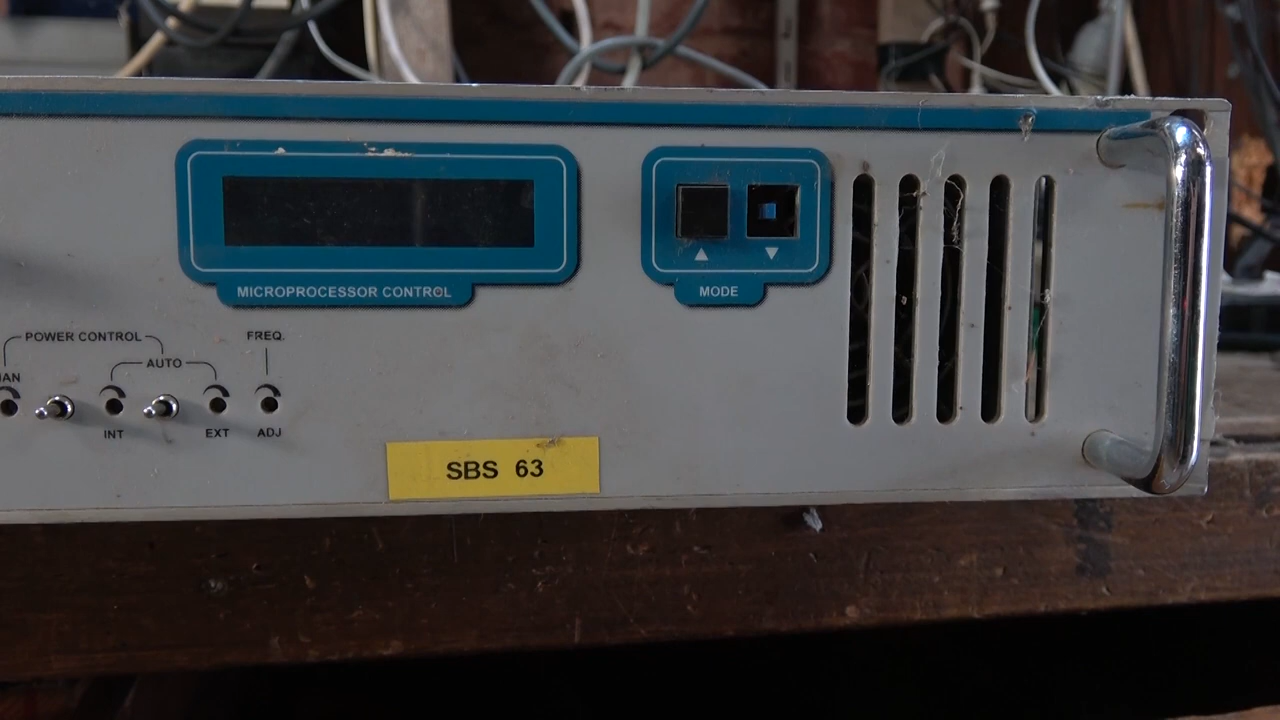 MICROPROCESSOR CONTROL
▲ ▼
MODE
POWER CONTROL
FREQ.
AUTO
INT
EXT
ADJ
SBS 63